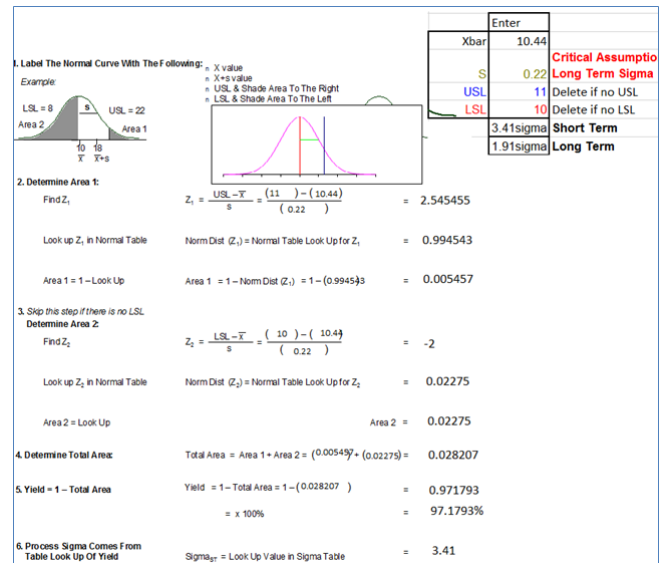 Enter
Xbar 10.44
Critical Assumptio
S 0.22 Long Term Sigma
USL 11 Delete if no USL
LSL 10 Delete if no LSL
3.41sigma Short Term
1.91sigma Long Term
1. Label The Normal Curve With The Following:
n X value
n X+s value
n USL & Shade Area To The Right
n LSL & Shade Area To The Left
Example:
LSL = 8 s USL = 22
Area 2 Area 1
10 18
X̅ X̅+s
2. Determine Area 1:
Find Z₁ Z₁ = USL – X̅ / s = (11 ) – ( 10.44) / ( 0.22 ) = 2.545455
Look up Z₁ in Normal Table Norm Dist (Z₁) = Normal Table Look Up for Z₁ = 0.994543
Area 1 = 1 – Look Up Area 1 = 1 – Norm Dist (Z₁) = 1 – (0.994543 = 0.005457
3. Skip this step if there is no LSL
Determine Area 2:
Find Z₂ Z₂ = LSL – X̅ / s = ( 10 ) – ( 10.44 / ( 0.22 ) = -2
Look up Z₂ in Normal Table Norm Dist (Z₂) = Normal Table Look Up for Z₂ = 0.02275
Area 2 = Look Up Area 2 = 0.02275
4. Determine Total Area: Total Area = Area 1 + Area 2 = (0.005457 + (0.02275) = 0.028207
5. Yield = 1 – Total Area Yield = 1 – Total Area = 1 – (0.028207 ) = 0.971793
= x 100% = 97.1793%
6. Process Sigma Comes From
Table Look Up Of Yield Sigma_ST = Look Up Value in Sigma Table = 3.41